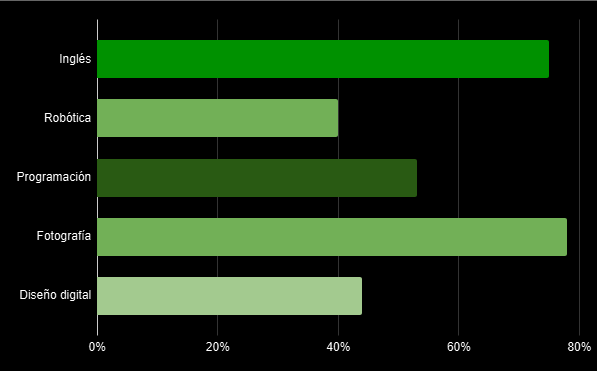 Inglés
Robótica
Programación
Fotografía
Diseño digital
0% 20% 40% 60% 80%